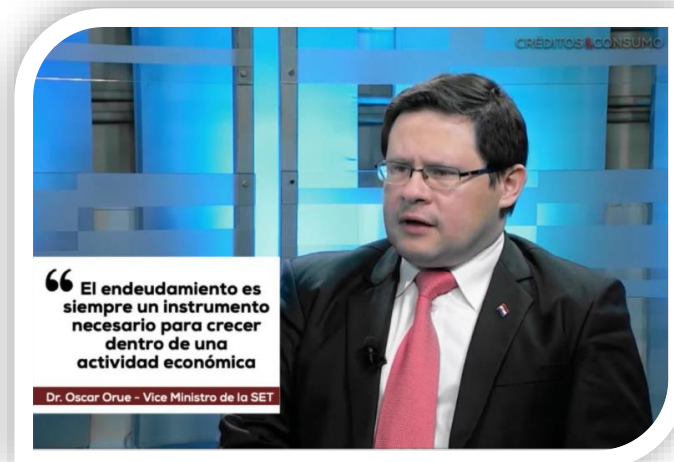 CRÉDITOS & CONSUMO
“ El endeudamiento es
siempre un instrumento
necesario para crecer
dentro de una
actividad económica
Dr. Oscar Orue - Vice Ministro de la SET